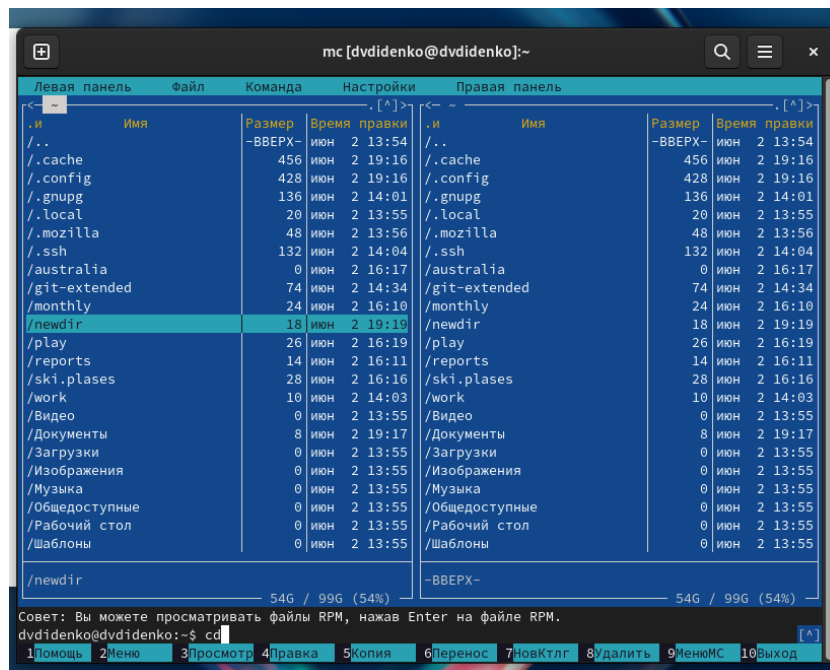 mc [dvdidenko@dvdidenko]:~
Левая панель Файл Команда Настройки Правая панель
<— ~ .[^]> <— ~ .[^]>
.и Имя Размер Время правки .и Имя Размер Время правки
/.. -ВВЕРХ- июн 2 13:54 /.. -ВВЕРХ- июн 2 13:54
/.cache 456 июн 2 19:16 /.cache 456 июн 2 19:16
/.config 428 июн 2 19:16 /.config 428 июн 2 19:16
/.gnupg 136 июн 2 14:01 /.gnupg 136 июн 2 14:01
/.local 20 июн 2 13:55 /.local 20 июн 2 13:55
/.mozilla 48 июн 2 13:56 /.mozilla 48 июн 2 13:56
/.ssh 132 июн 2 14:04 /.ssh 132 июн 2 14:04
/australia 0 июн 2 16:17 /australia 0 июн 2 16:17
/git-extended 74 июн 2 14:34 /git-extended 74 июн 2 14:34
/monthly 24 июн 2 16:10 /monthly 24 июн 2 16:10
/newdir 18 июн 2 19:19 /newdir 18 июн 2 19:19
/play 26 июн 2 16:19 /play 26 июн 2 16:19
/reports 14 июн 2 16:11 /reports 14 июн 2 16:11
/ski.plases 28 июн 2 16:16 /ski.plases 28 июн 2 16:16
/work 10 июн 2 14:03 /work 10 июн 2 14:03
/Видео 0 июн 2 13:55 /Видео 0 июн 2 13:55
/Документы 8 июн 2 19:17 /Документы 8 июн 2 19:17
/Загрузки 0 июн 2 13:55 /Загрузки 0 июн 2 13:55
/Изображения 0 июн 2 13:55 /Изображения 0 июн 2 13:55
/Музыка 0 июн 2 13:55 /Музыка 0 июн 2 13:55
/Общедоступные 0 июн 2 13:55 /Общедоступные 0 июн 2 13:55
/Рабочий стол 0 июн 2 13:55 /Рабочий стол 0 июн 2 13:55
/Шаблоны 0 июн 2 13:55 /Шаблоны 0 июн 2 13:55
/newdir -ВВЕРХ-
54G / 99G (54%) 54G / 99G (54%)
Совет: Вы можете просматривать файлы RPM, нажав Enter на файле RPM.
dvdidenko@dvdidenko:~$ cd [^]
1Помощь 2Меню 3Просмотр 4Правка 5Копия 6Перенос 7НовКтлг 8Удалить 9МенюМС 10Выход